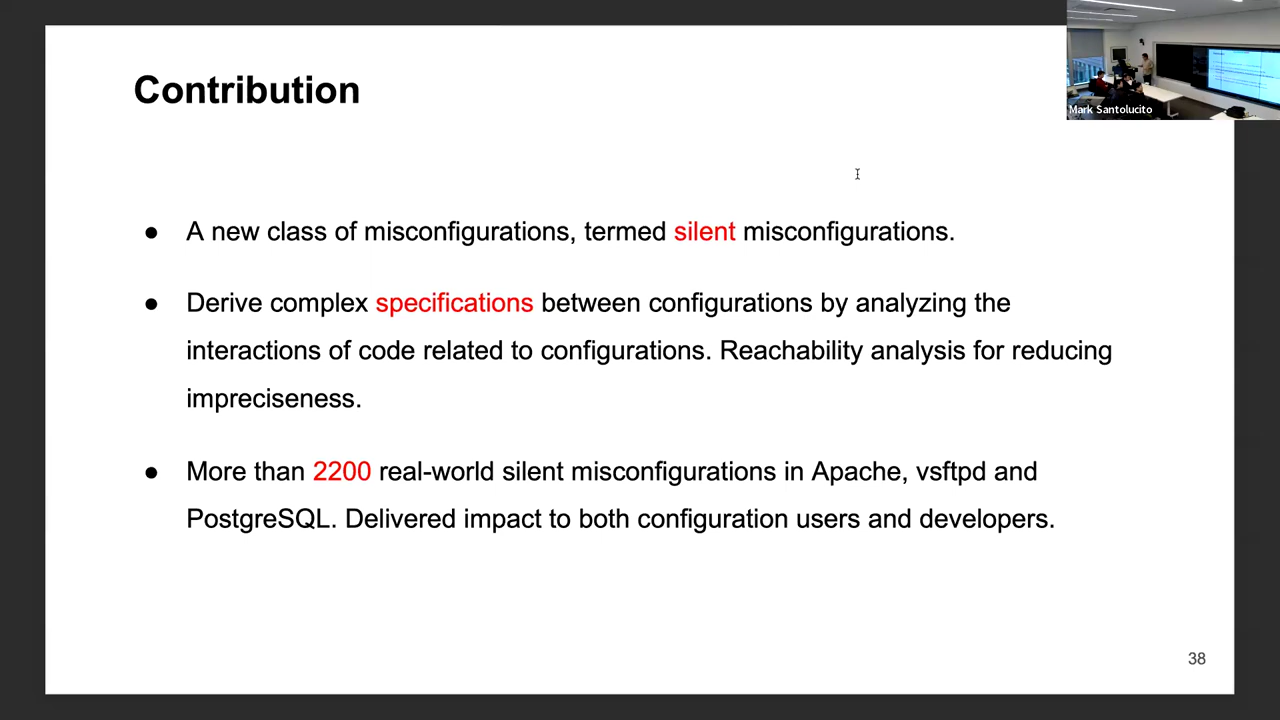 Contribution
Mark Santolucito
● A new class of misconfigurations, termed silent misconfigurations.
● Derive complex specifications between configurations by analyzing the
interactions of code related to configurations. Reachability analysis for reducing
impreciseness.
● More than 2200 real-world silent misconfigurations in Apache, vsftpd and
PostgreSQL. Delivered impact to both configuration users and developers.
38